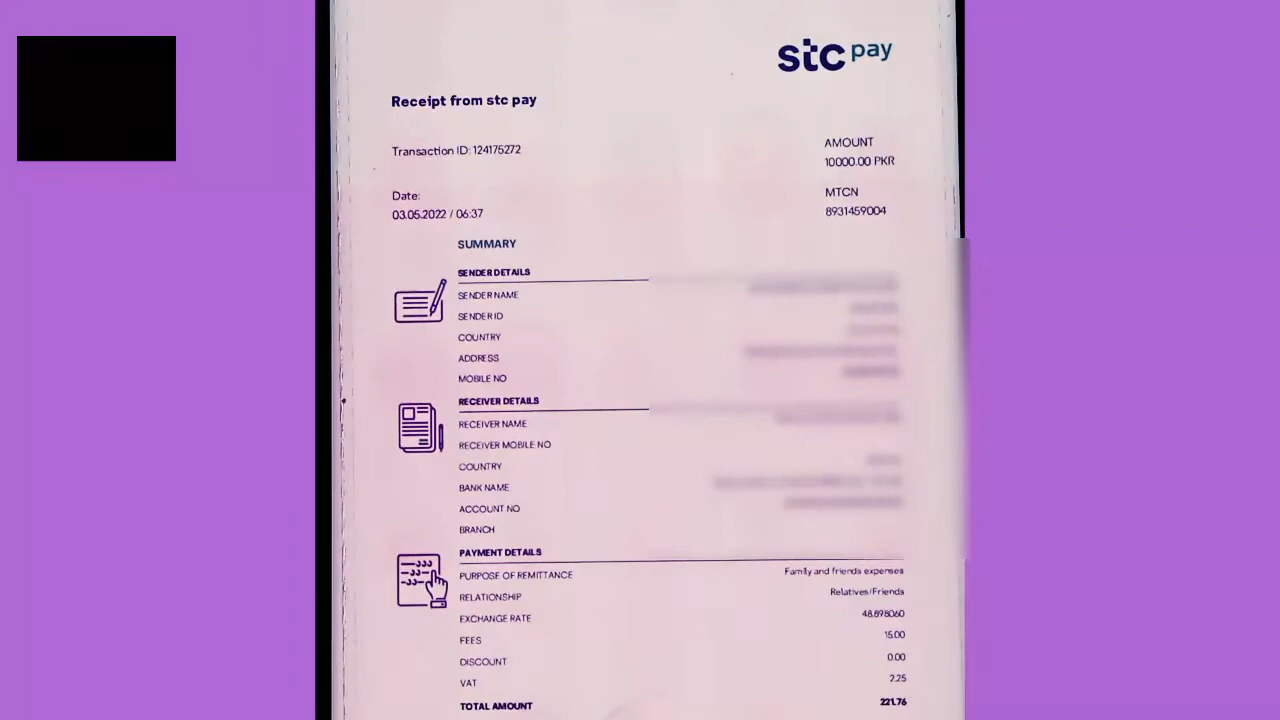 stc pay
Receipt from stc pay
Transaction ID: 124175272
AMOUNT
10000.00 PKR
Date:
03.05.2022 / 06:37
MTCN
8931459004
SUMMARY
SENDER DETAILS
SENDER NAME
SENDER ID
COUNTRY
ADDRESS
MOBILE NO
RECEIVER DETAILS
RECEIVER NAME
RECEIVER MOBILE NO
COUNTRY
BANK NAME
ACCOUNT NO
BRANCH
PAYMENT DETAILS
PURPOSE OF REMITTANCE Family and friends expenses
RELATIONSHIP Relatives/Friends
EXCHANGE RATE 48.898060
FEES 15.00
DISCOUNT 0.00
VAT 2.25
TOTAL AMOUNT 221.76